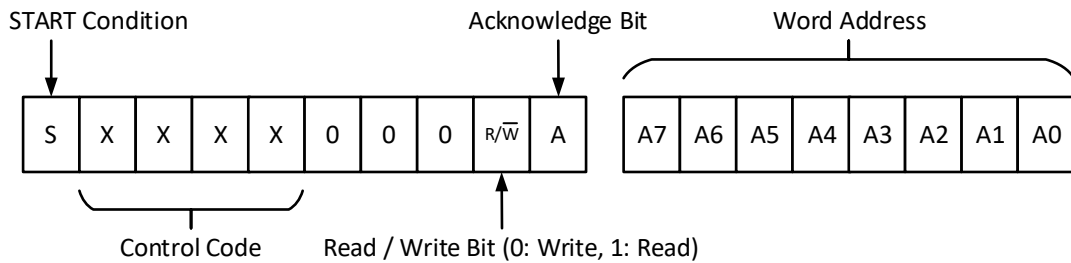 START Condition Acknowledge Bit Word Address
S X X X X 0 0 0 R/W̅ A A7 A6 A5 A4 A3 A2 A1 A0
Control Code Read / Write Bit (0: Write, 1: Read)